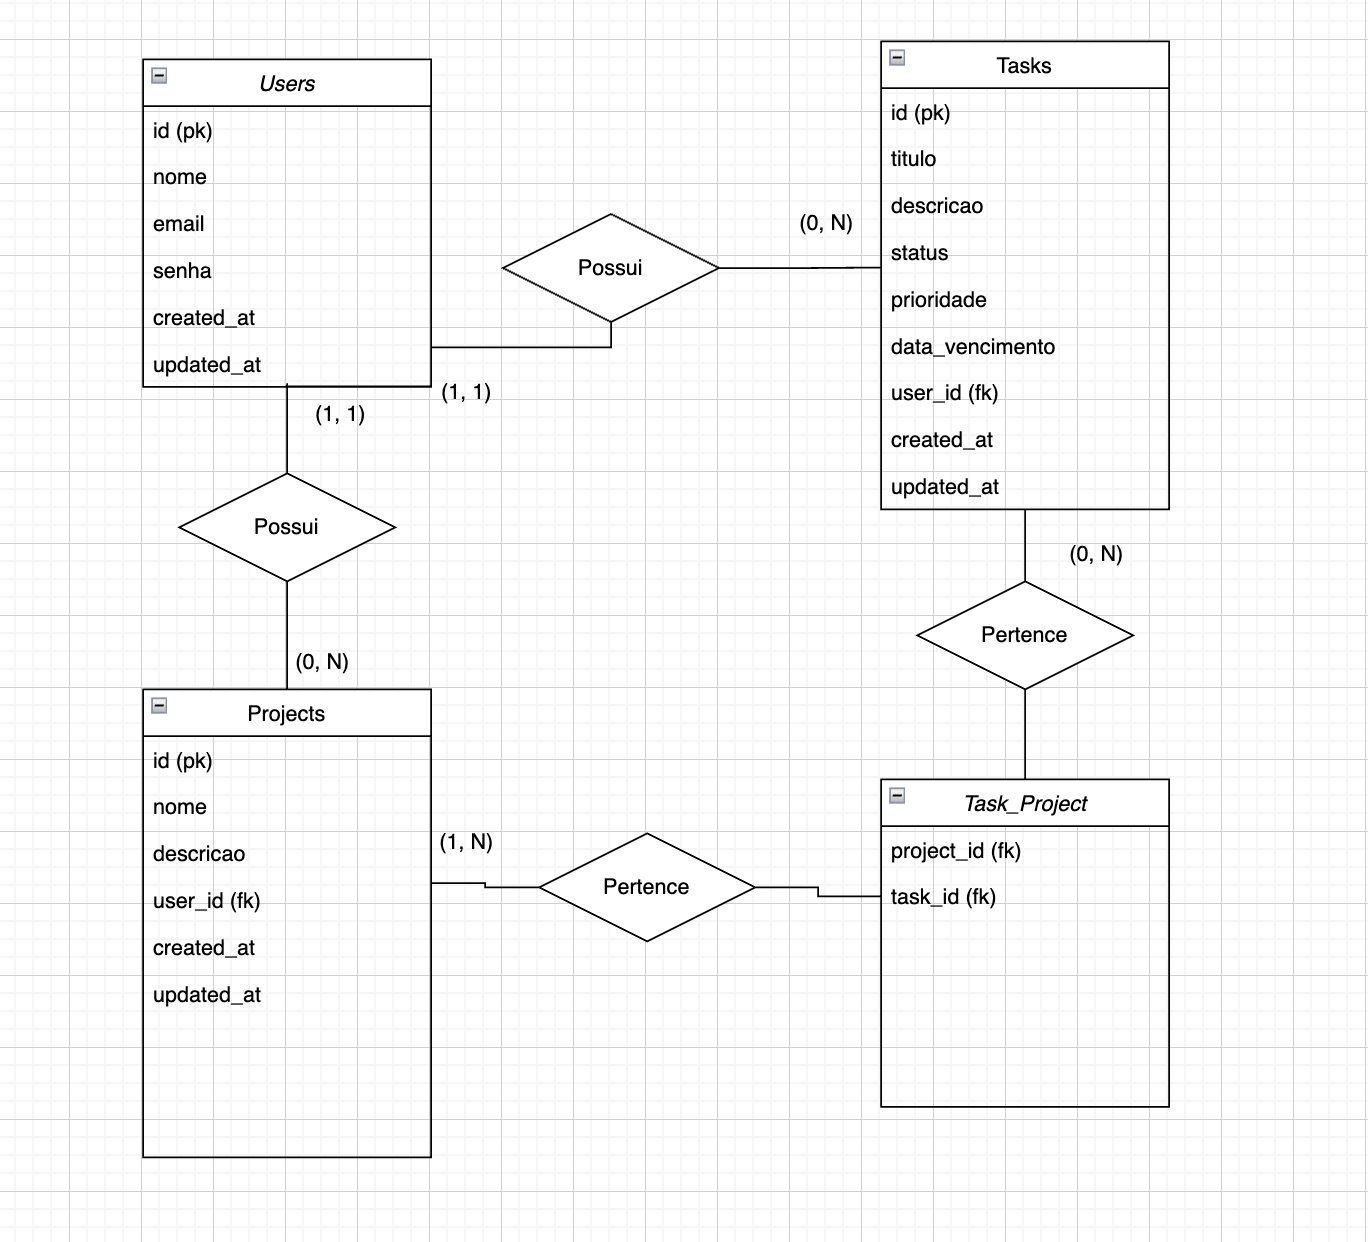 Users
id (pk)
nome
email
senha
created_at
updated_at
Possui
(0, N)
(1, 1)
Tasks
id (pk)
titulo
descricao
status
prioridade
data_vencimento
user_id (fk)
created_at
updated_at
(1, 1)
Possui
(0, N)
(0, N)
Pertence
Projects
id (pk)
nome
descricao
user_id (fk)
created_at
updated_at
(1, N)
Pertence
Task_Project
project_id (fk)
task_id (fk)